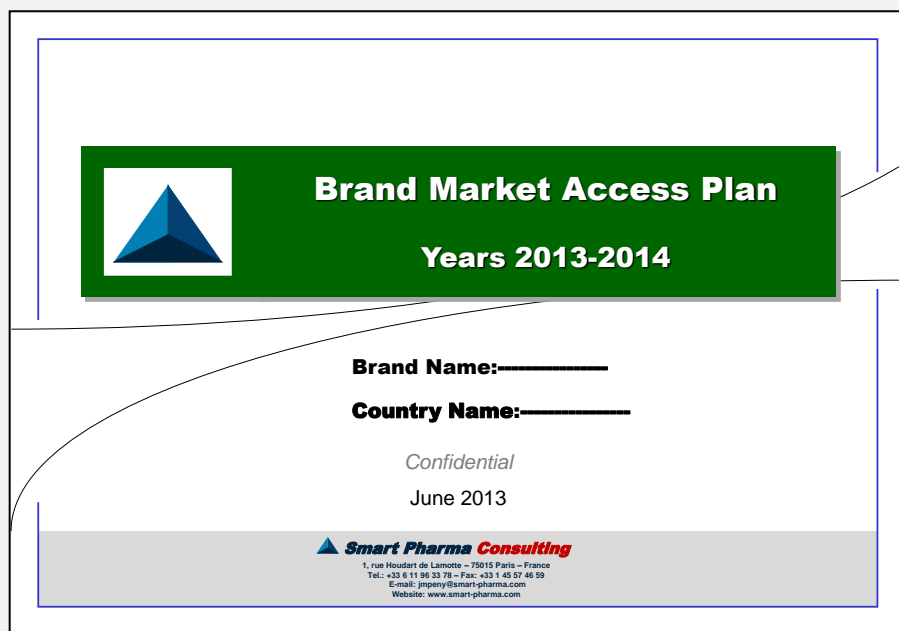 Brand Market Access Plan
Years 2013-2014
Brand Name:----------------
Country Name:----------------
Confidential
June 2013
Smart Pharma Consulting
1, rue Houdart de Lamotte – 75015 Paris – France
Tel.: +33 6 11 96 33 78 – Fax: +33 1 45 57 46 59
E-mail: jmpeny@smart-pharma.com
Website: www.smart-pharma.com